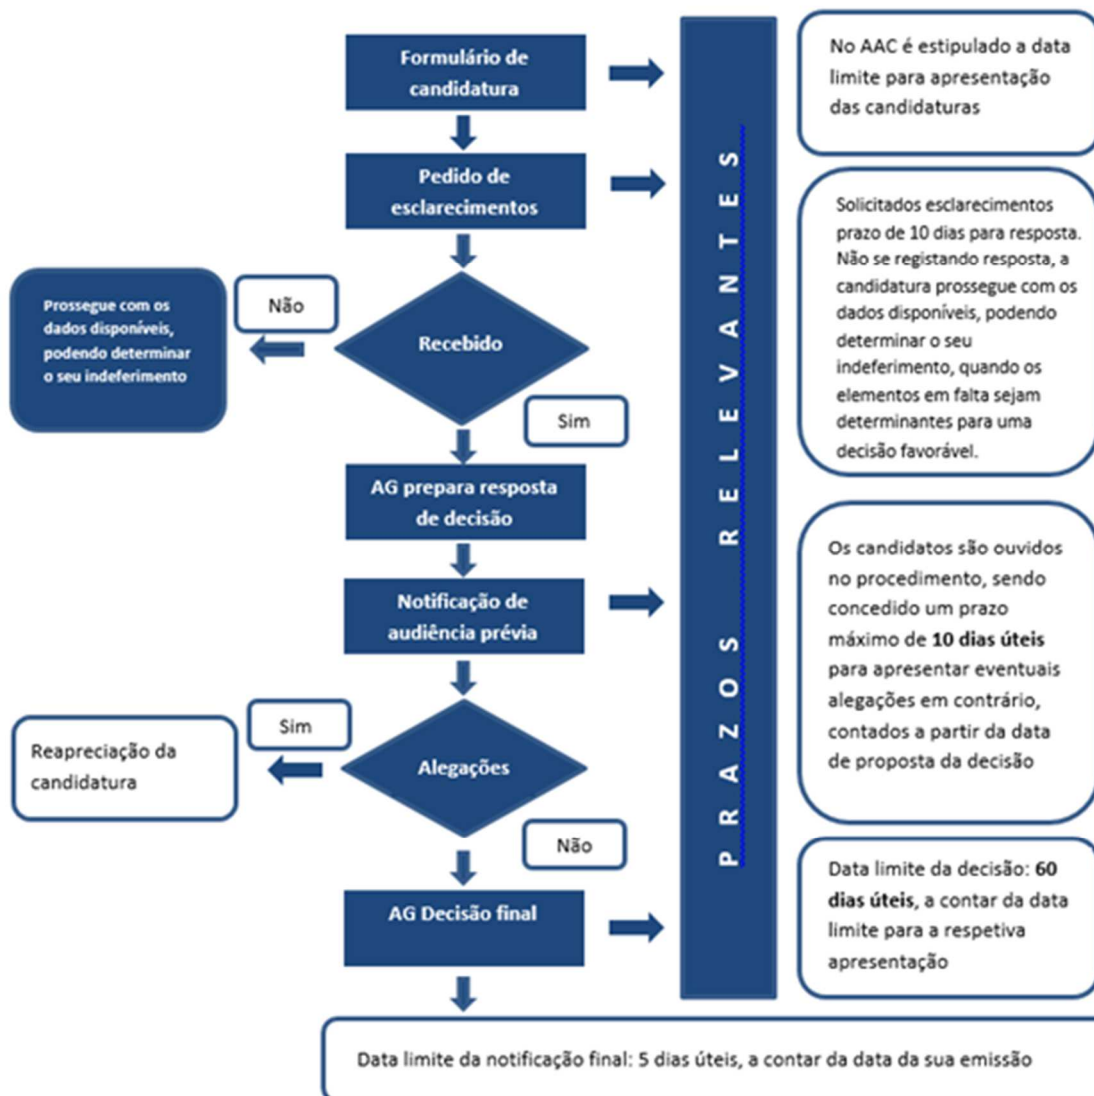 Formulário de
candidatura
No AAC é estipulado a data
limite para apresentação
das candidaturas
Pedido de
esclarecimentos
Solicitados esclarecimentos
prazo de 10 dias para resposta.
Não se registando resposta, a
candidatura prossegue com os
dados disponíveis, podendo
determinar o seu
indeferimento, quando os
elementos em falta sejam
determinantes para uma
decisão favorável.
Prossegue com os
dados disponíveis,
podendo determinar
o seu indeferimento
Não
Recebido
Sim
AG prepara resposta
de decisão
Notificação de
audiência prévia
Os candidatos são ouvidos
no procedimento, sendo
concedido um prazo
máximo de 10 dias úteis
para apresentar eventuais
alegações em contrário,
contados a partir da data
de proposta da decisão
Reapreciação da
candidatura
Sim
Alegações
Não
AG Decisão final
Data limite da decisão: 60
dias úteis, a contar da data
limite para a respetiva
apresentação
PRAZOS RELEVANTES
Data limite da notificação final: 5 dias úteis, a contar da data da sua emissão